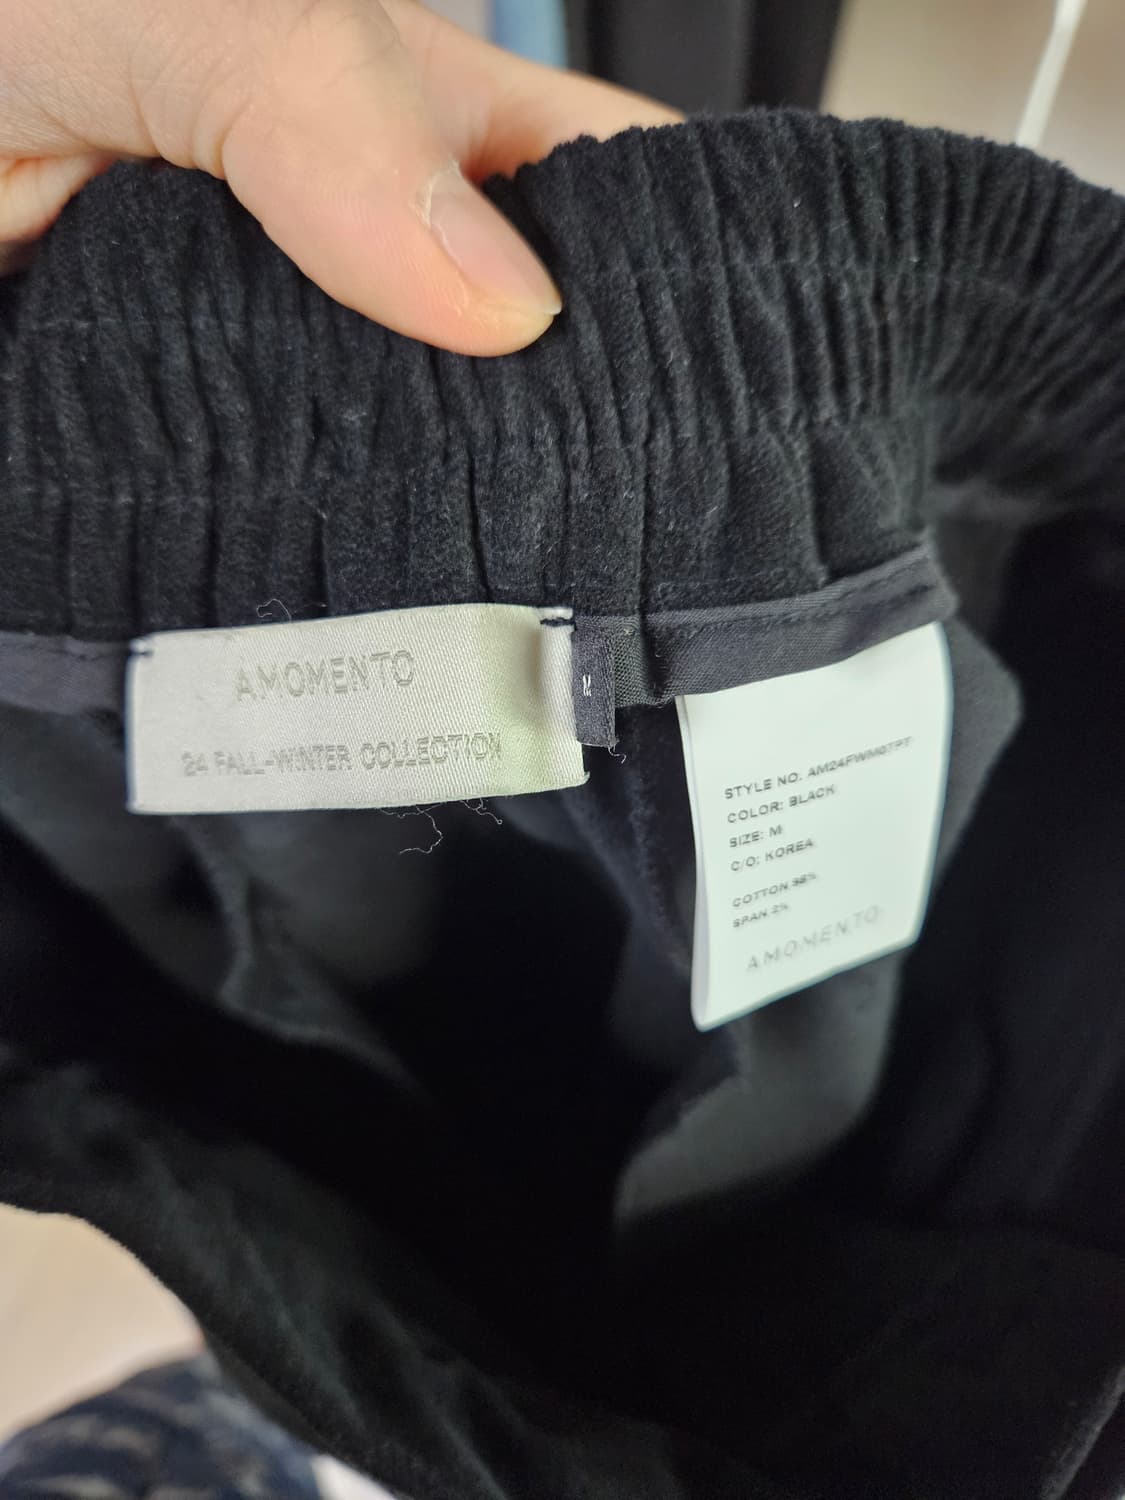 AMOMENTO
24 FALL-WINTER COLLECTION
M
STYLE NO. AM24FWM07PT
COLOR: BLACK
SIZE: M
C/O: KOREA
COTTON 98%
SPAN 2%
AMOMENTO